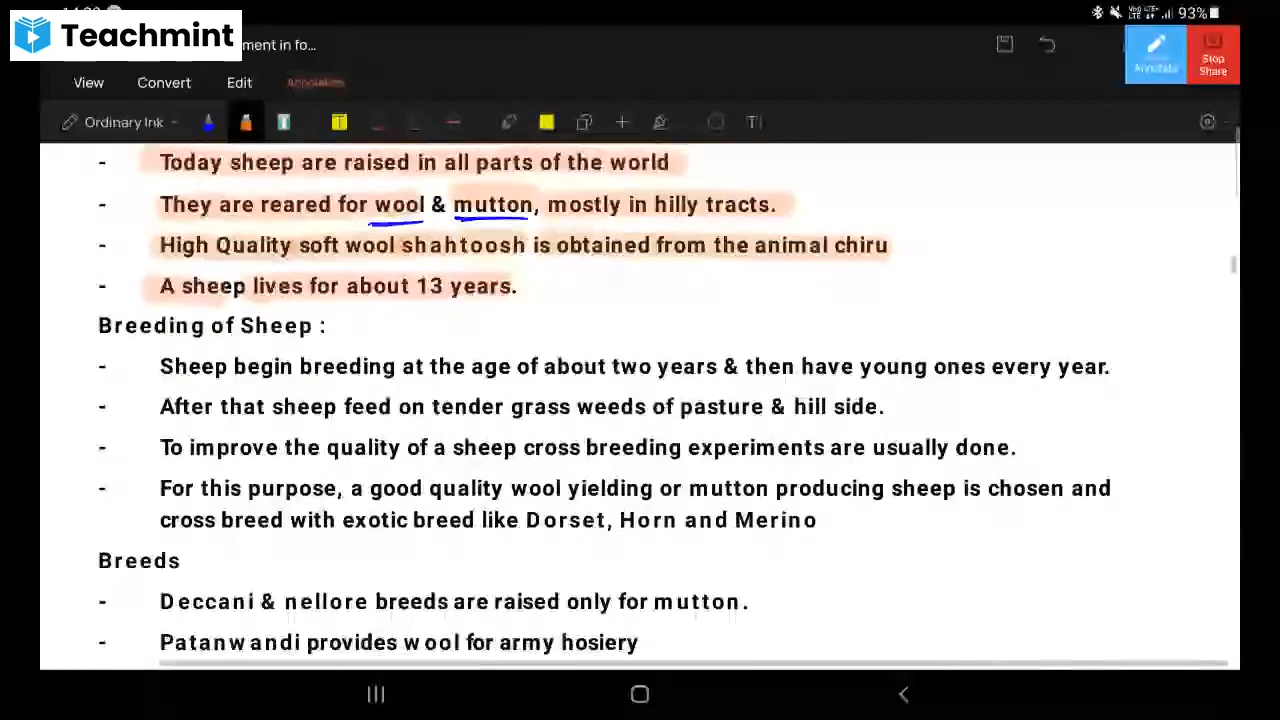 Teachmint
93%
ment in fo...
Annotate
Stop
Share
View Convert Edit Annotation
Ordinary Ink
- Today sheep are raised in all parts of the world
- They are reared for wool & mutton, mostly in hilly tracts.
- High Quality soft wool shahtoosh is obtained from the animal chiru
- A sheep lives for about 13 years.
Breeding of Sheep :
- Sheep begin breeding at the age of about two years & then have young ones every year.
- After that sheep feed on tender grass weeds of pasture & hill side.
- To improve the quality of a sheep cross breeding experiments are usually done.
- For this purpose, a good quality wool yielding or mutton producing sheep is chosen and
cross breed with exotic breed like Dorset, Horn and Merino
Breeds
- Deccani & nellore breeds are raised only for mutton.
- Patanwandi provides wool for army hosiery